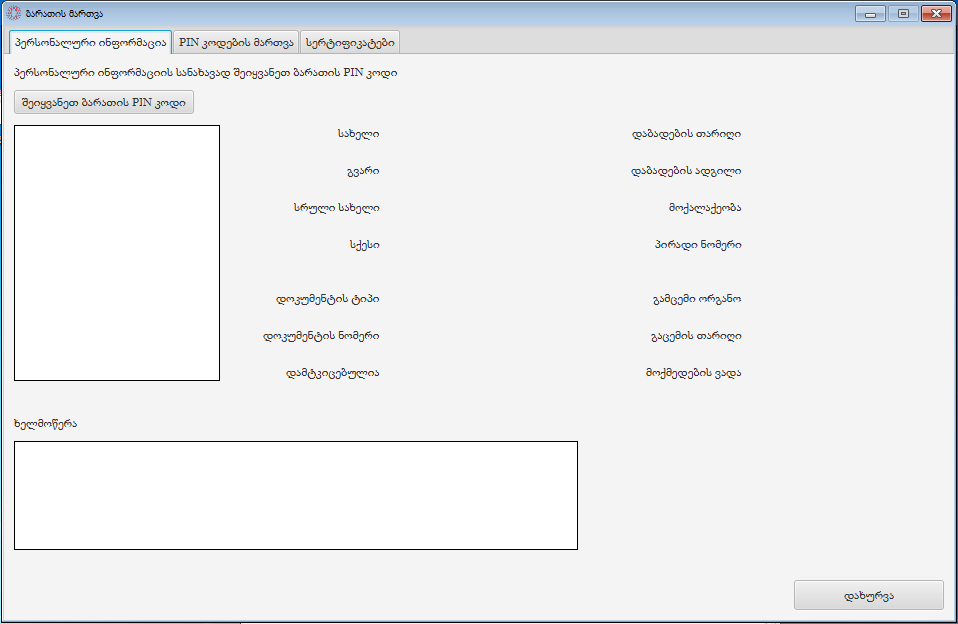 ბარათის მართვა
პერსონალური ინფორმაცია PIN კოდების მართვა სერტიფიკატები
პერსონალური ინფორმაციის სანახავად შეიყვანეთ ბარათის PIN კოდი
შეიყვანეთ ბარათის PIN კოდი
სახელი დაბადების თარიღი
გვარი დაბადების ადგილი
სრული სახელი მოქალაქეობა
სქესი პირადი ნომერი
დოკუმენტის ტიპი გამცემი ორგანო
დოკუმენტის ნომერი გაცემის თარიღი
დამტკიცებულია მოქმედების ვადა
ხელმოწერა
დახურვა